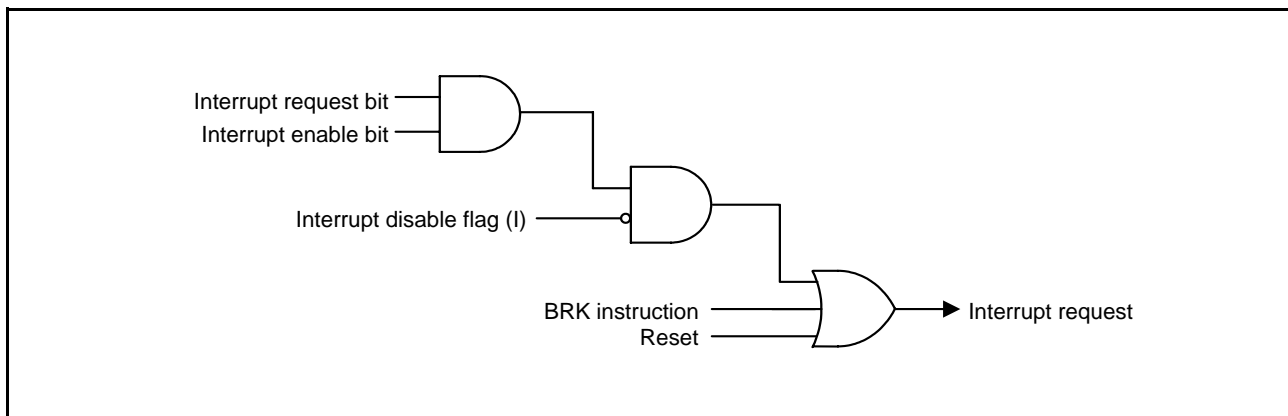 Interrupt request bit
Interrupt enable bit
Interrupt disable flag (I)
BRK instruction
Reset
Interrupt request